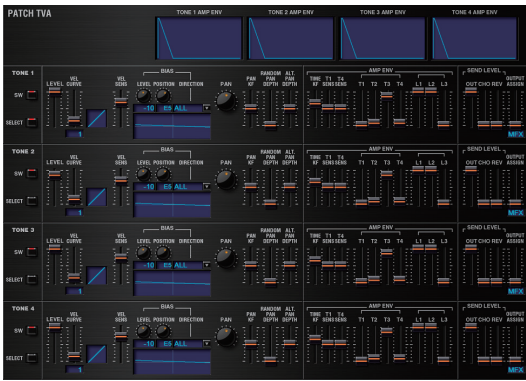 PATCH TVA
TONE 1 AMP ENV TONE 2 AMP ENV TONE 3 AMP ENV TONE 4 AMP ENV
TONE 1
SW
SELECT
LEVEL VEL CURVE
1
VEL SENS
BIAS
LEVEL POSITION DIRECTION
-10 E5 ALL
PAN
PAN KF RANDOM PAN DEPTH ALT. PAN DEPTH
AMP ENV
TIME KF T1 SENS T4 SENS T1 T2 T3 T4 L1 L2 L3
SEND LEVEL
OUT CHO REV OUTPUT ASSIGN
MFX
TONE 2
SW
SELECT
LEVEL VEL CURVE
1
VEL SENS
BIAS
LEVEL POSITION DIRECTION
-10 E5 ALL
PAN
PAN KF RANDOM PAN DEPTH ALT. PAN DEPTH
AMP ENV
TIME KF T1 SENS T4 SENS T1 T2 T3 T4 L1 L2 L3
SEND LEVEL
OUT CHO REV OUTPUT ASSIGN
MFX
TONE 3
SW
SELECT
LEVEL VEL CURVE
1
VEL SENS
BIAS
LEVEL POSITION DIRECTION
-10 E5 ALL
PAN
PAN KF RANDOM PAN DEPTH ALT. PAN DEPTH
AMP ENV
TIME KF T1 SENS T4 SENS T1 T2 T3 T4 L1 L2 L3
SEND LEVEL
OUT CHO REV OUTPUT ASSIGN
MFX
TONE 4
SW
SELECT
LEVEL VEL CURVE
1
VEL SENS
BIAS
LEVEL POSITION DIRECTION
-10 E5 ALL
PAN
PAN KF RANDOM PAN DEPTH ALT. PAN DEPTH
AMP ENV
TIME KF T1 SENS T4 SENS T1 T2 T3 T4 L1 L2 L3
SEND LEVEL
OUT CHO REV OUTPUT ASSIGN
MFX